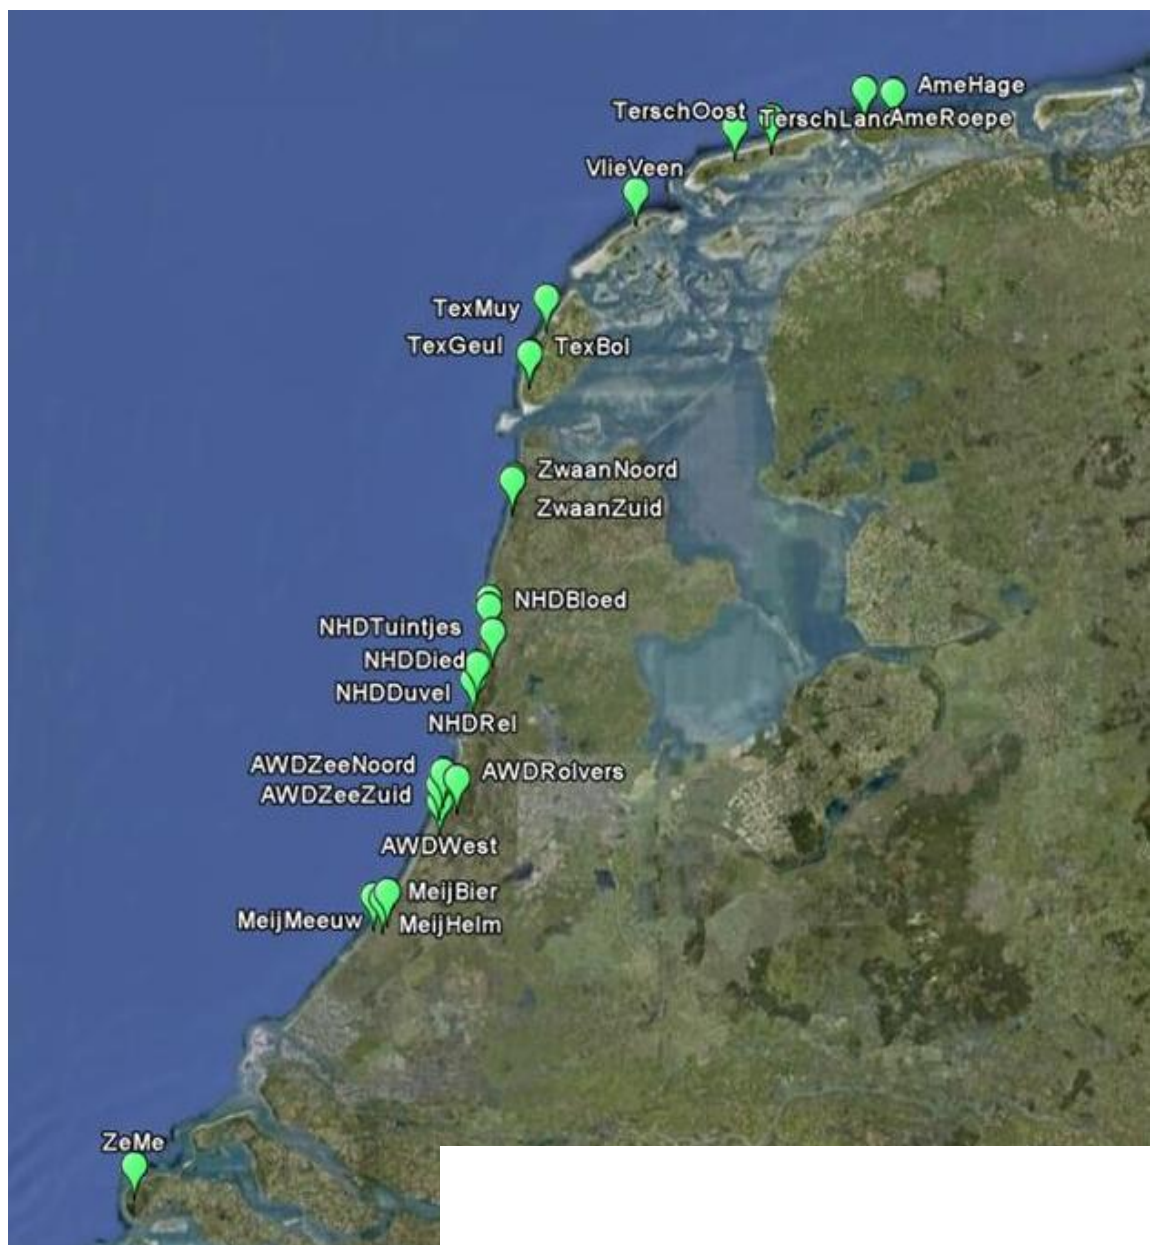 AmeHage
TerschOost
TerschLand
AmeRoepe
VlieVeen
TexMuy
TexGeul
TexBol
ZwaanNoord
ZwaanZuid
NHDBloed
NHDTuintjes
NHDDied
NHDDuvel
NHDRel
AWDZeeNoord
AWDRolvers
AWDZeeZuid
AWDWest
MeijBier
MeijMeeuw
MeijHelm
ZeMe